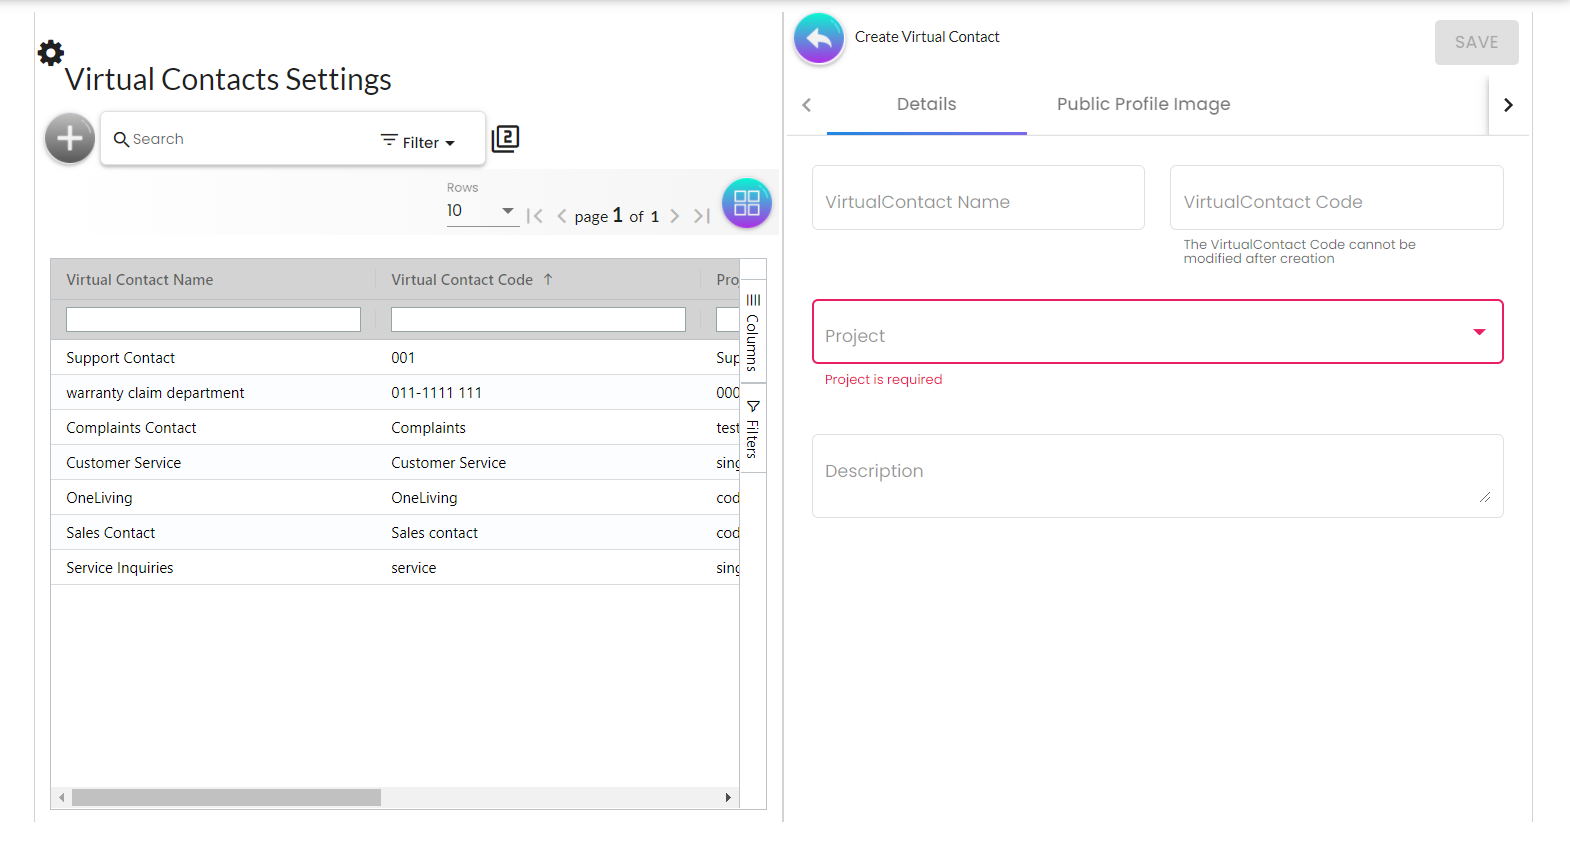 Virtual Contacts Settings
Search
Filter
2
Rows
10
page 1 of 1
Virtual Contact Name Virtual Contact Code ↑ Pro
Support Contact 001 Sup
warranty claim department 011-1111 111 000
Complaints Contact Complaints test
Customer Service Customer Service sing
OneLiving OneLiving cod
Sales Contact Sales contact cod
Service Inquiries service sing
Columns
Filters
Create Virtual Contact
SAVE
Details Public Profile Image
VirtualContact Name
VirtualContact Code
The VirtualContact Code cannot be
modified after creation
Project
Project is required
Description